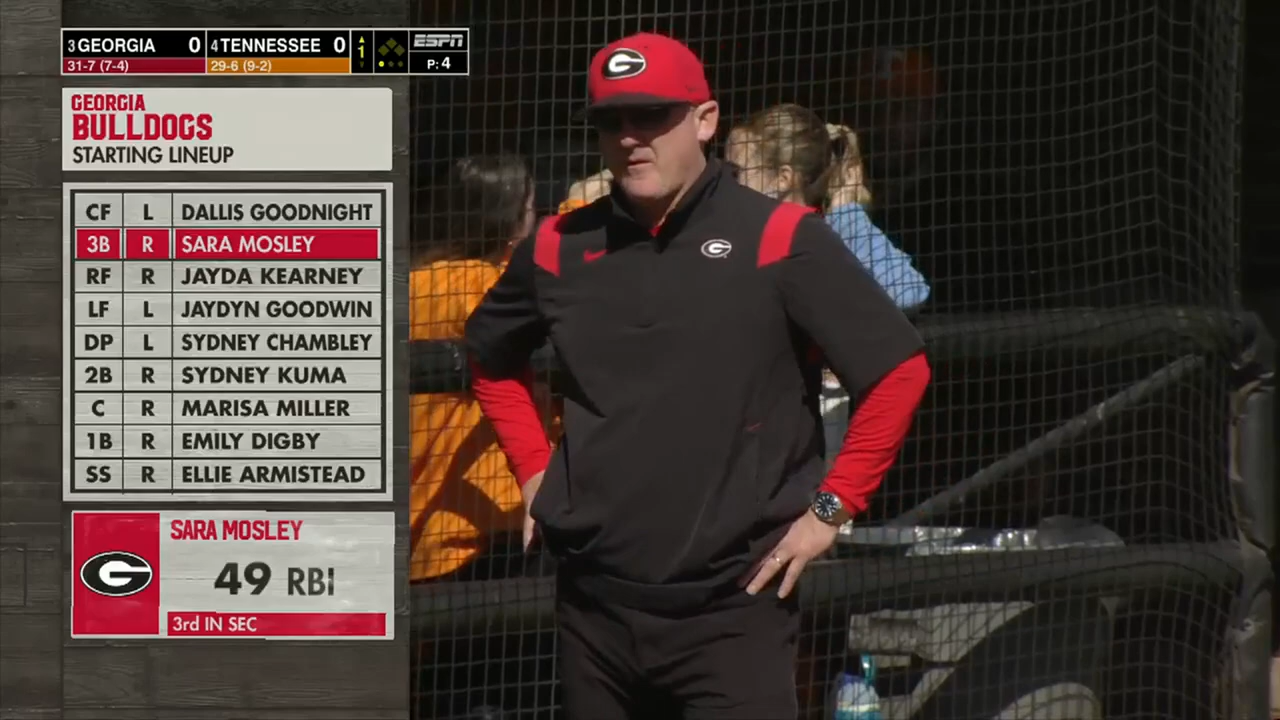 3 GEORGIA 0 4 TENNESSEE 0 1 ESPN
31-7 (7-4) 29-6 (9-2) P: 4
GEORGIA
BULLDOGS
STARTING LINEUP
CF L DALLIS GOODNIGHT
3B R SARA MOSLEY
RF R JAYDA KEARNEY
LF L JAYDYN GOODWIN
DP L SYDNEY CHAMBLEY
2B R SYDNEY KUMA
C R MARISA MILLER
1B R EMILY DIGBY
SS R ELLIE ARMISTEAD
SARA MOSLEY
G 49 RBI
3rd IN SEC
G
G